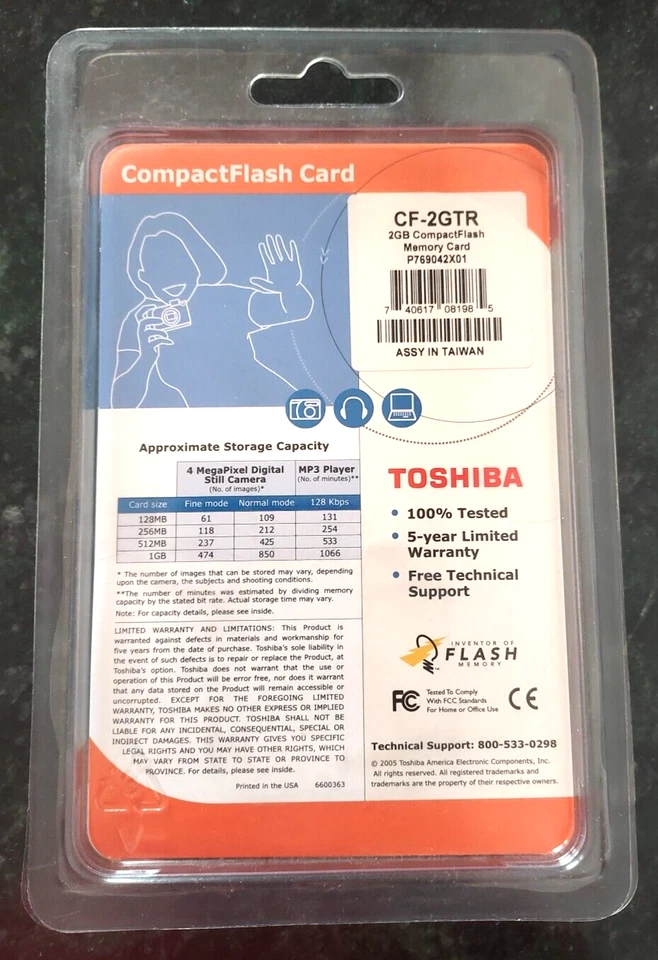 CompactFlash Card
CF-2GTR
2GB CompactFlash
Memory Card
P769042X01
7 40617 08198 5
ASSY IN TAIWAN
Approximate Storage Capacity
4 MegaPixel Digital Still Camera (No. of images)* MP3 Player (No. of minutes)**
Card size Fine mode Normal mode 128 Kbps
128MB 61 109 131
256MB 118 212 254
512MB 237 425 533
1GB 474 850 1066
* The number of images that can be stored may vary, depending
upon the camera, the subjects and shooting conditions.
**The number of minutes was estimated by dividing memory
capacity by the stated bit rate. Actual storage time may vary.
Note: For capacity details, please see inside.
LIMITED WARRANTY AND LIMITATIONS: This Product is
warranted against defects in materials and workmanship for
five years from the date of purchase. Toshiba's sole liability in
the event of such defects is to repair or replace the Product, at
Toshiba's option. Toshiba does not warrant that the use or
operation of this Product will be error free, nor does it warrant
that any data stored on the Product will remain accessible or
uncorrupted. EXCEPT FOR THE FOREGOING LIMITED
WARRANTY, TOSHIBA MAKES NO OTHER EXPRESS OR IMPLIED
WARRANTY FOR THIS PRODUCT. TOSHIBA SHALL NOT BE
LIABLE FOR ANY INCIDENTAL, CONSEQUENTIAL, SPECIAL OR
INDIRECT DAMAGES. THIS WARRANTY GIVES YOU SPECIFIC
LEGAL RIGHTS AND YOU MAY HAVE OTHER RIGHTS, WHICH
MAY VARY FROM STATE TO STATE OR PROVINCE TO
PROVINCE. For details, please see inside.
Printed in the USA 6600363
TOSHIBA
• 100% Tested
• 5-year Limited
Warranty
• Free Technical
Support
INVENTOR OF
FLASH
MEMORY
FC Tested To Comply
With FCC Standards
For Home or Office Use
CE
Technical Support: 800-533-0298
© 2005 Toshiba America Electronic Components, Inc.
All rights reserved. All registered trademarks and
trademarks are the property of their respective owners.